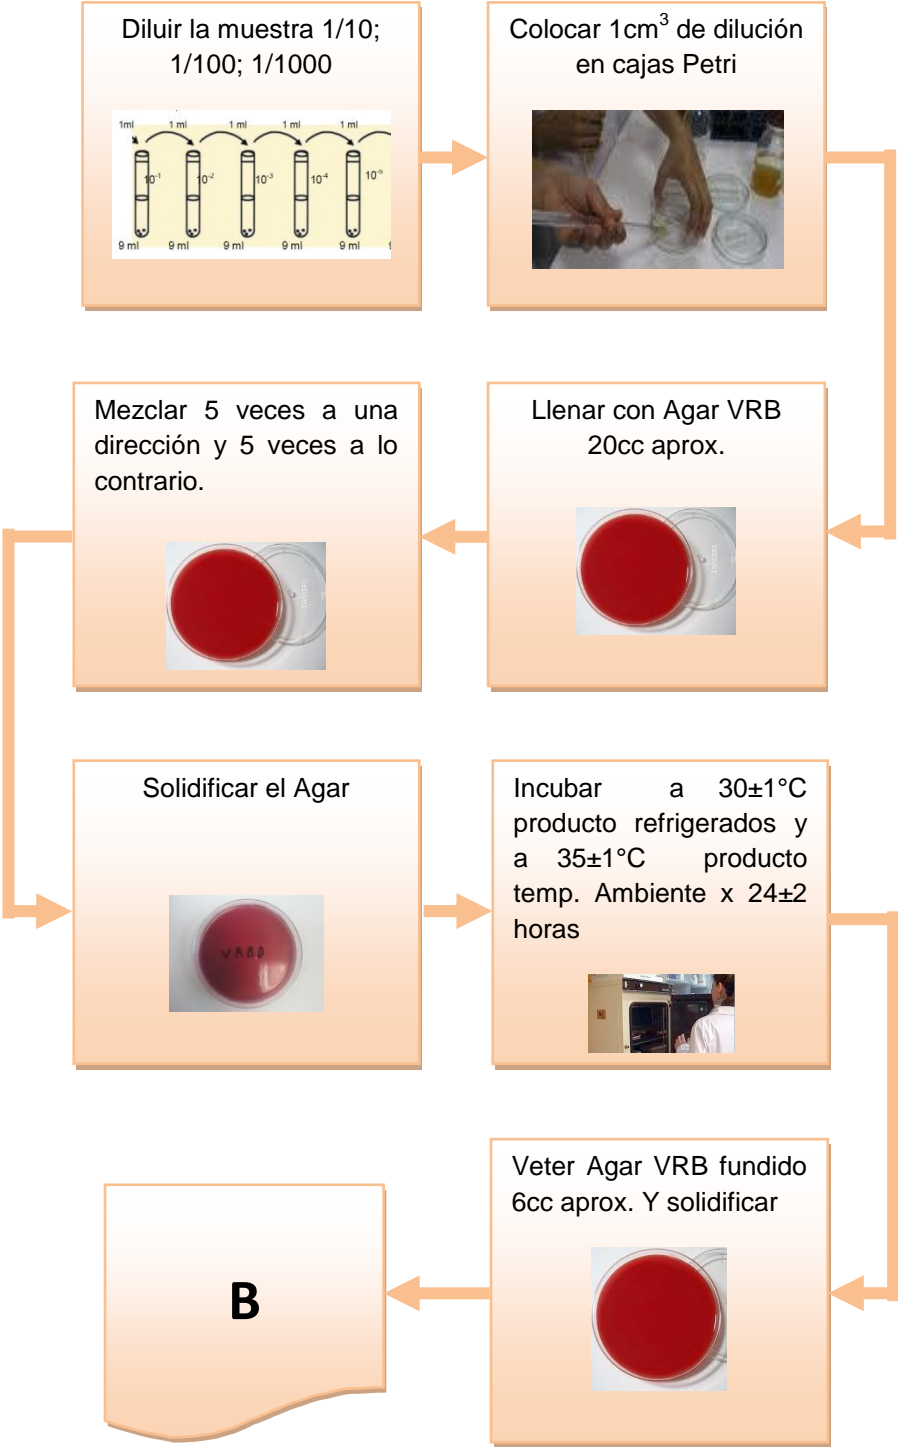 Diluir la muestra 1/10;
1/100; 1/1000
1ml 1 ml 1 ml 1 ml 1 ml
10-1 10-2 10-3 10-4 10-5
9 ml 9 ml 9 ml 9 ml 9 ml
Colocar 1cm3 de dilución
en cajas Petri
Llenar con Agar VRB
20cc aprox.
Mezclar 5 veces a una
dirección y 5 veces a lo
contrario.
Solidificar el Agar
VRBD
Incubar a 30±1°C
producto refrigerados y
a 35±1°C producto
temp. Ambiente x 24±2
horas
Veter Agar VRB fundido
6cc aprox. Y solidificar
B